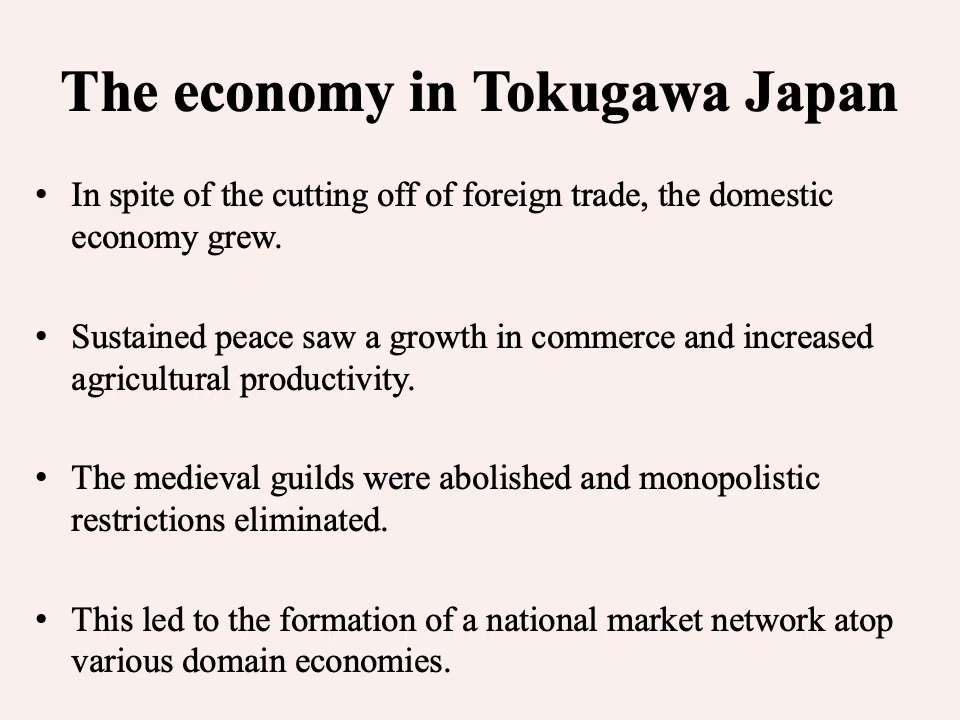 The economy in Tokugawa Japan
• In spite of the cutting off of foreign trade, the domestic
economy grew.
• Sustained peace saw a growth in commerce and increased
agricultural productivity.
• The medieval guilds were abolished and monopolistic
restrictions eliminated.
• This led to the formation of a national market network atop
various domain economies.